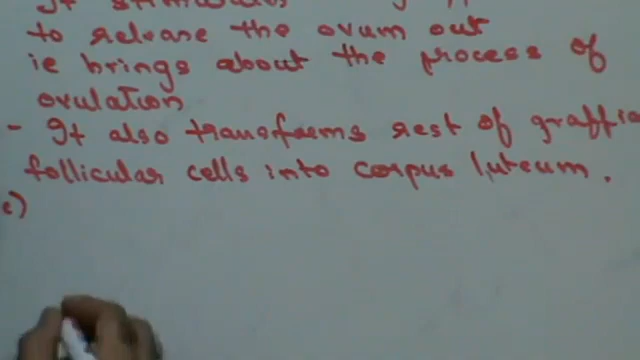 to release the ovum out
ie brings about the process of
ovulation
- It also transforms rest of graffia
follicular cells into corpus luteum.
c)